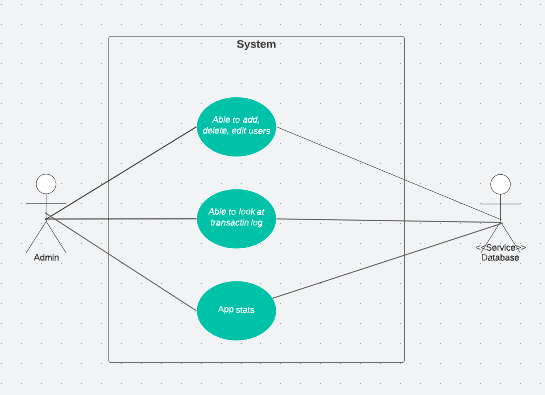 System
Able to add,
delete, edit users
Able to look at
transactin log
App stats
Admin
<<Service>>
Database